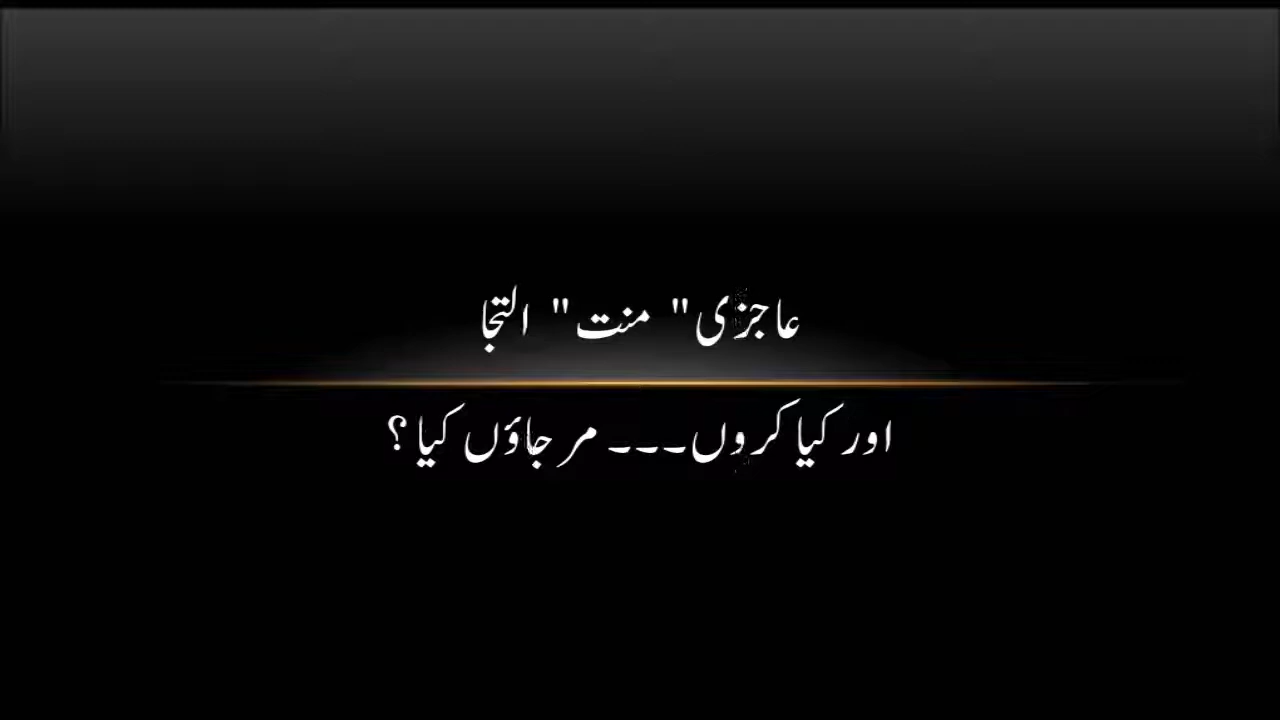 عاجزی" منت" التجا
اور کیا کروں۔۔۔ مر جاؤں کیا ؟